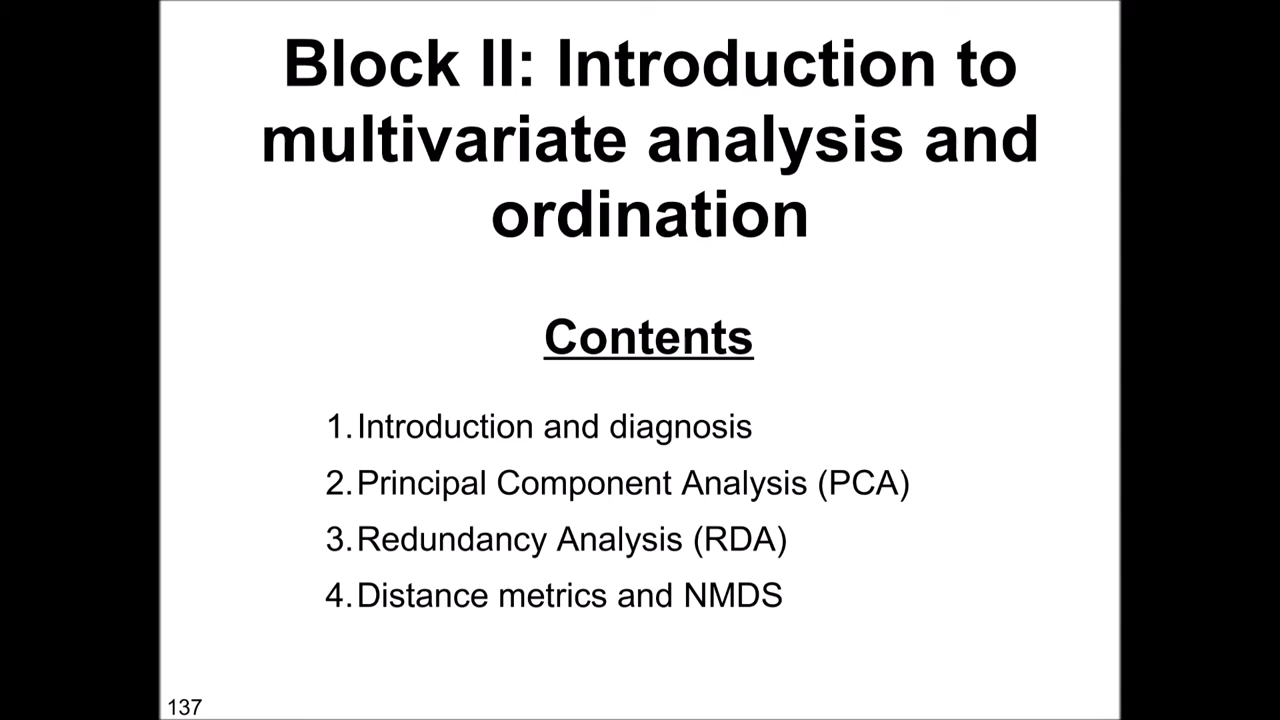 Block II: Introduction to
multivariate analysis and
ordination
Contents
1. Introduction and diagnosis
2. Principal Component Analysis (PCA)
3. Redundancy Analysis (RDA)
4. Distance metrics and NMDS
137